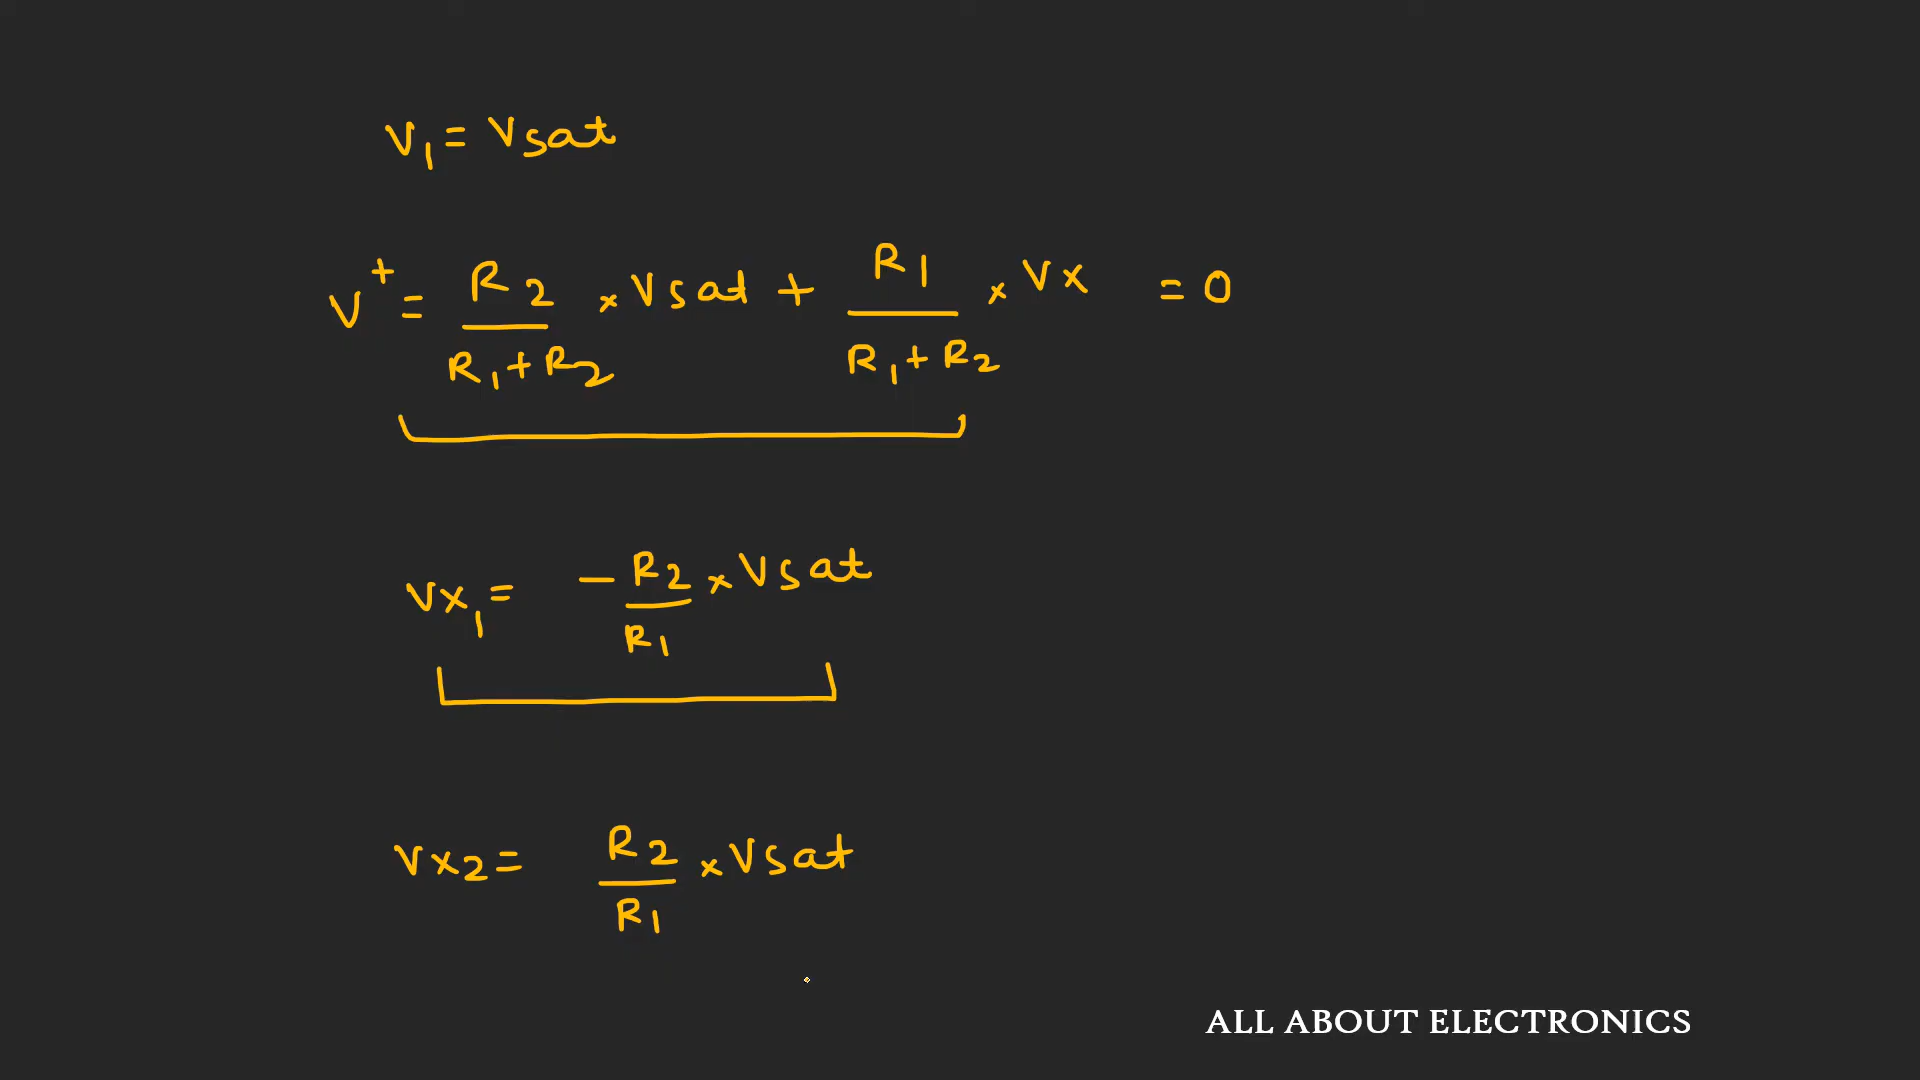 V₁ = Vsat
V⁺ = R₂/(R₁+R₂) × Vsat + R₁/(R₁+R₂) × Vx = 0
Vx₁ = - R₂/R₁ × Vsat
Vx₂ = R₂/R₁ × Vsat
ALL ABOUT ELECTRONICS